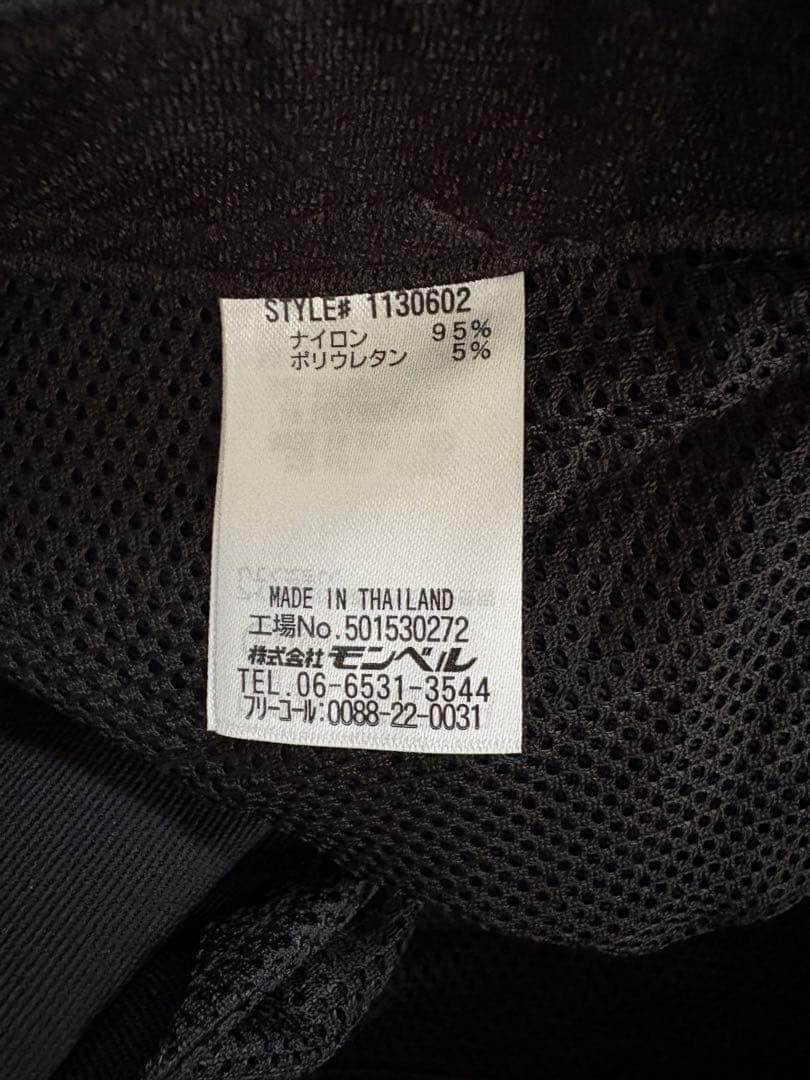 STYLE# 1130602
ナイロン 95%
ポリウレタン 5%
MADE IN THAILAND
工場No.501530272
株式会社 モンベル
TEL.06-6531-3544
フリーコール:0088-22-0031